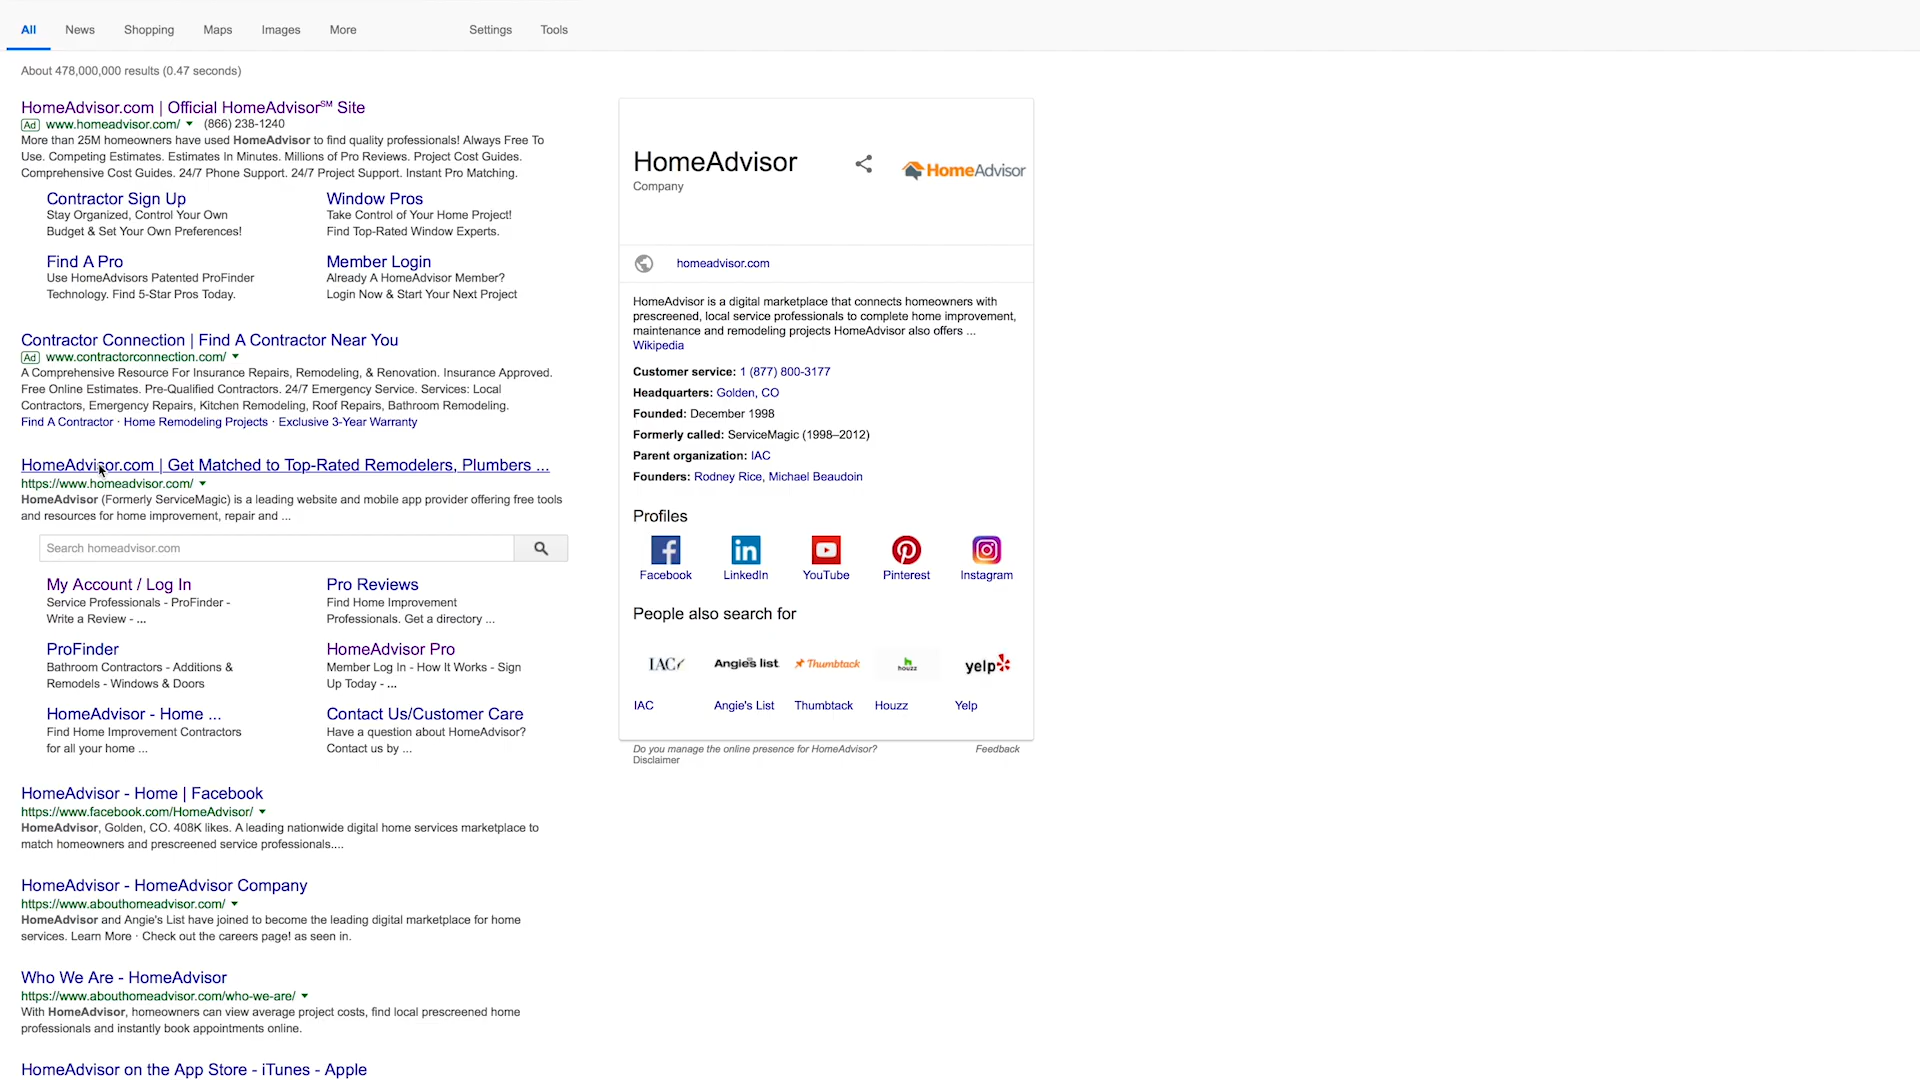 All News Shopping Maps Images More Settings Tools
About 478,000,000 results (0.47 seconds)
HomeAdvisor.com | Official HomeAdvisor℠ Site
Ad www.homeadvisor.com/ (866) 238-1240
More than 25M homeowners have used HomeAdvisor to find quality professionals! Always Free To
Use. Competing Estimates. Estimates In Minutes. Millions of Pro Reviews. Project Cost Guides.
Comprehensive Cost Guides. 24/7 Phone Support. 24/7 Project Support. Instant Pro Matching.
Contractor Sign Up
Stay Organized, Control Your Own
Budget & Set Your Own Preferences!
Window Pros
Take Control of Your Home Project!
Find Top-Rated Window Experts.
Find A Pro
Use HomeAdvisors Patented ProFinder
Technology. Find 5-Star Pros Today.
Member Login
Already A HomeAdvisor Member?
Login Now & Start Your Next Project
Contractor Connection | Find A Contractor Near You
Ad www.contractorconnection.com/
A Comprehensive Resource For Insurance Repairs, Remodeling, & Renovation. Insurance Approved.
Free Online Estimates. Pre-Qualified Contractors. 24/7 Emergency Service. Services: Local
Contractors, Emergency Repairs, Kitchen Remodeling, Roof Repairs, Bathroom Remodeling.
Find A Contractor · Home Remodeling Projects · Exclusive 3-Year Warranty
HomeAdvisor.com | Get Matched to Top-Rated Remodelers, Plumbers ...
https://www.homeadvisor.com/
HomeAdvisor (Formerly ServiceMagic) is a leading website and mobile app provider offering free tools
and resources for home improvement, repair and ...
Search homeadvisor.com
My Account / Log In
Service Professionals - ProFinder -
Write a Review - ...
Pro Reviews
Find Home Improvement
Professionals. Get a directory ...
ProFinder
Bathroom Contractors - Additions &
Remodels - Windows & Doors
HomeAdvisor Pro
Member Log In - How It Works - Sign
Up Today - ...
HomeAdvisor - Home ...
Find Home Improvement Contractors
for all your home ...
Contact Us/Customer Care
Have a question about HomeAdvisor?
Contact us by ...
HomeAdvisor - Home | Facebook
https://www.facebook.com/HomeAdvisor/
HomeAdvisor, Golden, CO. 408K likes. A leading nationwide digital home services marketplace to
match homeowners and prescreened service professionals....
HomeAdvisor - HomeAdvisor Company
https://www.abouthomeadvisor.com/
HomeAdvisor and Angie's List have joined to become the leading digital marketplace for home
services. Learn More · Check out the careers page! as seen in.
Who We Are - HomeAdvisor
https://www.abouthomeadvisor.com/who-we-are/
With HomeAdvisor, homeowners can view average project costs, find local prescreened home
professionals and instantly book appointments online.
HomeAdvisor on the App Store - iTunes - Apple
HomeAdvisor
Company
HomeAdvisor
homeadvisor.com
HomeAdvisor is a digital marketplace that connects homeowners with
prescreened, local service professionals to complete home improvement,
maintenance and remodeling projects HomeAdvisor also offers ...
Wikipedia
Customer service: 1 (877) 800-3177
Headquarters: Golden, CO
Founded: December 1998
Formerly called: ServiceMagic (1998–2012)
Parent organization: IAC
Founders: Rodney Rice, Michael Beaudoin
Profiles
Facebook LinkedIn YouTube Pinterest Instagram
People also search for
IAC Angie's list Thumbtack houzz yelp
IAC Angie's List Thumbtack Houzz Yelp
Do you manage the online presence for HomeAdvisor? Feedback
Disclaimer